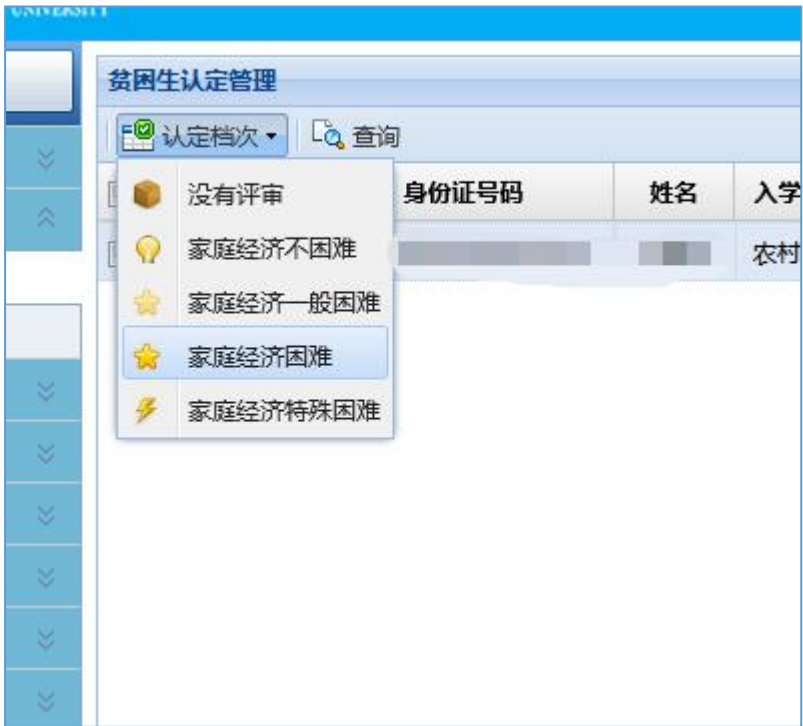 UNIVERSITY
贫困生认定管理
认定档次 查询
身份证号码 姓名 入学
没有评审
家庭经济不困难
农村
家庭经济一般困难
家庭经济困难
家庭经济特殊困难